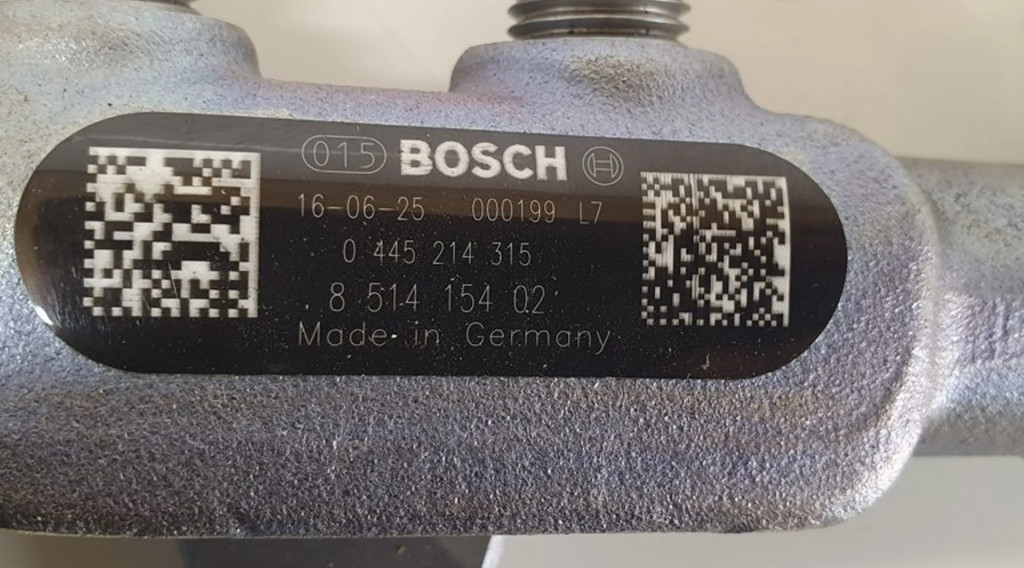 015 BOSCH
16-06-25 000199 L7
0 445 214 315
8 514 154 02
Made in Germany